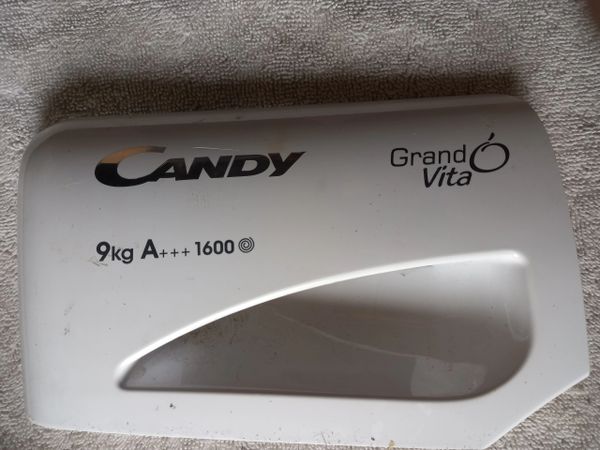 CANDY
Grand Ó
Vita
9kg A+++ 1600